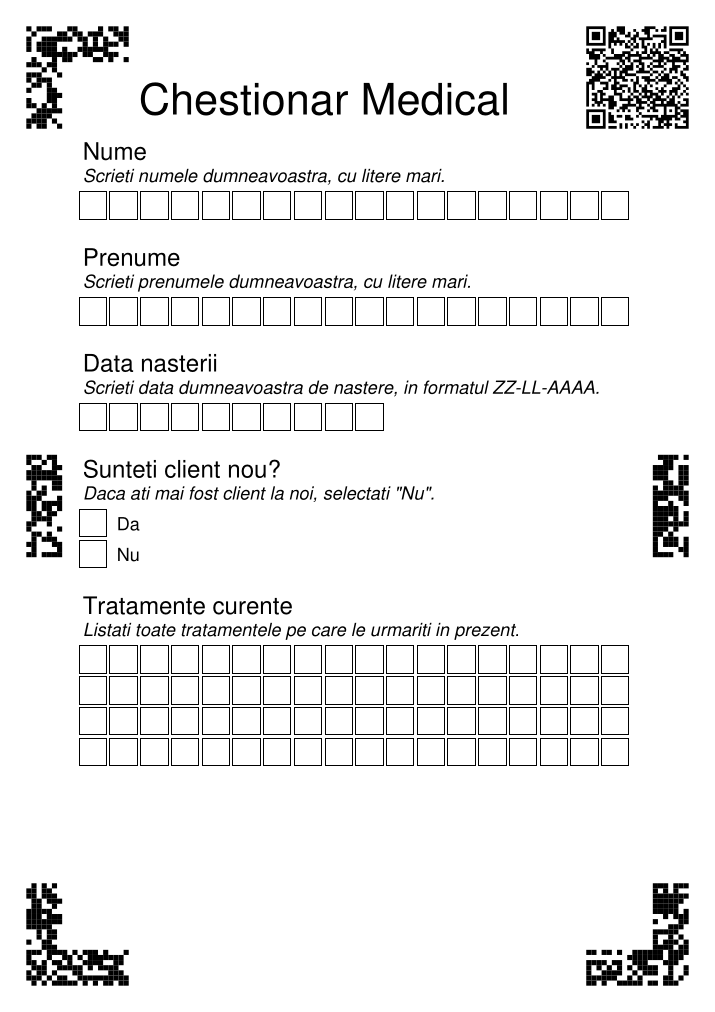 Chestionar Medical
Nume
Scrieti numele dumneavoastra, cu litere mari.
Prenume
Scrieti prenumele dumneavoastra, cu litere mari.
Data nasterii
Scrieti data dumneavoastra de nastere, in formatul ZZ-LL-AAAA.
Sunteti client nou?
Daca ati mai fost client la noi, selectati "Nu".
Da
Nu
Tratamente curente
Listati toate tratamentele pe care le urmariti in prezent.